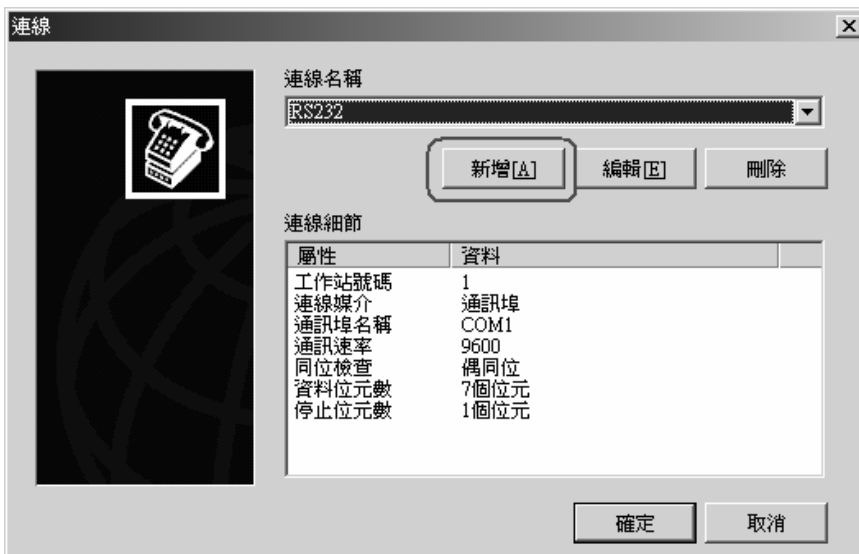 連線
連線名稱
RS232
新增[A] 編輯[E] 刪除
連線細節
屬性 資料
工作站號碼 1
連線媒介 通訊埠
通訊埠名稱 COM1
通訊速率 9600
同位檢查 偶同位
資料位元數 7個位元
停止位元數 1個位元
確定 取消